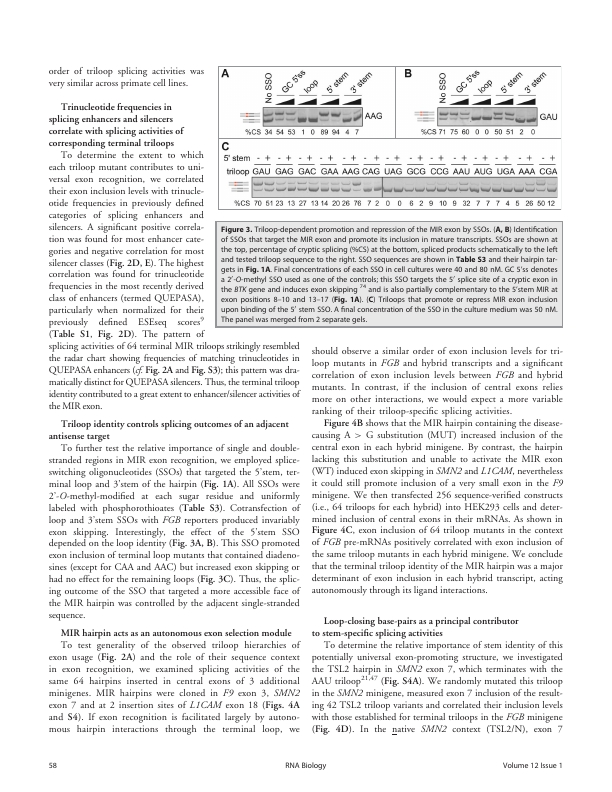 order of triloop splicing activities was
very similar across primate cell lines.
Trinucleotide frequencies in
splicing enhancers and silencers
correlate with splicing activities of
corresponding terminal triloops
To determine the extent to which
each triloop mutant contributes to uni-
versal exon recognition, we correlated
their exon inclusion levels with trinucle-
otide frequencies in previously defined
categories of splicing enhancers and
silencers. A significant positive correla-
tion was found for most enhancer cate-
gories and negative correlation for most
silencer classes (Fig. 2D, E). The highest
correlation was found for trinucleotide
frequencies in the most recently derived
class of enhancers (termed QUEPASA),
particularly when normalized for their
previously defined ESEseq scores9
(Table S1, Fig. 2D). The pattern of
splicing activities of 64 terminal MIR triloops strikingly resembled
the radar chart showing frequencies of matching trinucleotides in
QUEPASA enhancers (cf. Fig. 2A and Fig. S3); this pattern was dra-
matically distinct for QUEPASA silencers. Thus, the terminal triloop
identity contributed to a great extent to enhancer/silencer activities of
the MIR exon.
Triloop identity controls splicing outcomes of an adjacent
antisense target
To further test the relative importance of single and double-
stranded regions in MIR exon recognition, we employed splice-
switching oligonucleotides (SSOs) that targeted the 5'stem, ter-
minal loop and 3'stem of the hairpin (Fig. 1A). All SSOs were
2'-O-methyl-modified at each sugar residue and uniformly
labeled with phosphorothioates (Table S3). Cotransfection of
loop and 3'stem SSOs with FGB reporters produced invariably
exon skipping. Interestingly, the effect of the 5'stem SSO
depended on the loop identity (Fig. 3A, B). This SSO promoted
exon inclusion of terminal loop mutants that contained diadeno-
sines (except for CAA and AAC) but increased exon skipping or
had no effect for the remaining loops (Fig. 3C). Thus, the splic-
ing outcome of the SSO that targeted a more accessible face of
the MIR hairpin was controlled by the adjacent single-stranded
sequence.
MIR hairpin acts as an autonomous exon selection module
To test generality of the observed triloop hierarchies of
exon usage (Fig. 2A) and the role of their sequence context
in exon recognition, we examined splicing activities of the
same 64 hairpins inserted in central exons of 3 additional
minigenes. MIR hairpins were cloned in F9 exon 3, SMN2
exon 7 and at 2 insertion sites of L1CAM exon 18 (Figs. 4A
and S4). If exon recognition is facilitated largely by autono-
mous hairpin interactions through the terminal loop, we
A
No SSO
GC 5'ss
loop
5' stem
3' stem
AAG
%CS 34 54 53 1 0 89 94 4 7
B
No SSO
GC 5'ss
loop
5' stem
3' stem
GAU
%CS 71 75 60 0 0 50 51 2 0
C
5' stem - + - + - + - + - + - + - + - + - + - + - + - + - + - +
triloop GAU GAG GAC GAA AAG CAG UAG GCG CCG AAU AUG UGA AAA CGA
%CS 70 51 23 13 27 13 14 20 26 76 7 2 4 0 0 6 2 9 10 9 9 32 7 7 7 4 5 4 26 50 12
Figure 3. Triloop-dependent promotion and repression of the MIR exon by SSOs. (A, B) Identification
of SSOs that target the MIR exon and promote its inclusion in mature transcripts. SSOs are shown at
the top, percentage of cryptic splicing (%CS) at the bottom, spliced products schematically to the left
and tested triloop sequence to the right. SSO sequences are shown in Table S3 and their hairpin tar-
gets in Fig. 1A. Final concentrations of each SSO in cell cultures were 40 and 80 nM. GC 5'ss denotes
a 2'-O-methyl SSO used as one of the controls; this SSO targets the 5' splice site of a cryptic exon in
the BTK gene and induces exon skipping 74 and is also partially complementary to the 5'stem MIR at
exon positions 8–10 and 13–17 (Fig. 1A). (C) Triloops that promote or repress MIR exon inclusion
upon binding of the 5' stem SSO. A final concentration of the SSO in the culture medium was 50 nM.
The panel was merged from 2 separate gels.
should observe a similar order of exon inclusion levels for tri-
loop mutants in FGB and hybrid transcripts and a significant
correlation of exon inclusion levels between FGB and hybrid
mutants. In contrast, if the inclusion of central exons relies
more on other interactions, we would expect a more variable
ranking of their triloop-specific splicing activities.
Figure 4B shows that the MIR hairpin containing the disease-
causing A > G substitution (MUT) increased inclusion of the
central exon in each hybrid minigene. By contrast, the hairpin
lacking this substitution and unable to activate the MIR exon
(WT) induced exon skipping in SMN2 and L1CAM, nevertheless
it could still promote inclusion of a very small exon in the F9
minigene. We then transfected 256 sequence-verified constructs
(i.e., 64 triloops for each hybrid) into HEK293 cells and deter-
mined inclusion of central exons in their mRNAs. As shown in
Figure 4C, exon inclusion of 64 triloop mutants in the context
of FGB pre-mRNAs positively correlated with exon inclusion of
the same triloop mutants in each hybrid minigene. We conclude
that the terminal triloop identity of the MIR hairpin was a major
determinant of exon inclusion in each hybrid transcript, acting
autonomously through its ligand interactions.
Loop-closing base-pairs as a principal contributor
to stem-specific splicing activities
To determine the relative importance of stem identity of this
potentially universal exon-promoting structure, we investigated
the TSL2 hairpin in SMN2 exon 7, which terminates with the
AAU triloop21,47 (Fig. S4A). We randomly mutated this triloop
in the SMN2 minigene, measured exon 7 inclusion of the result-
ing 42 TSL2 triloop variants and correlated their inclusion levels
with those established for terminal triloops in the FGB minigene
(Fig. 4D). In the native SMN2 context (TSL2/N), exon 7
58
RNA Biology
Volume 12 Issue 1